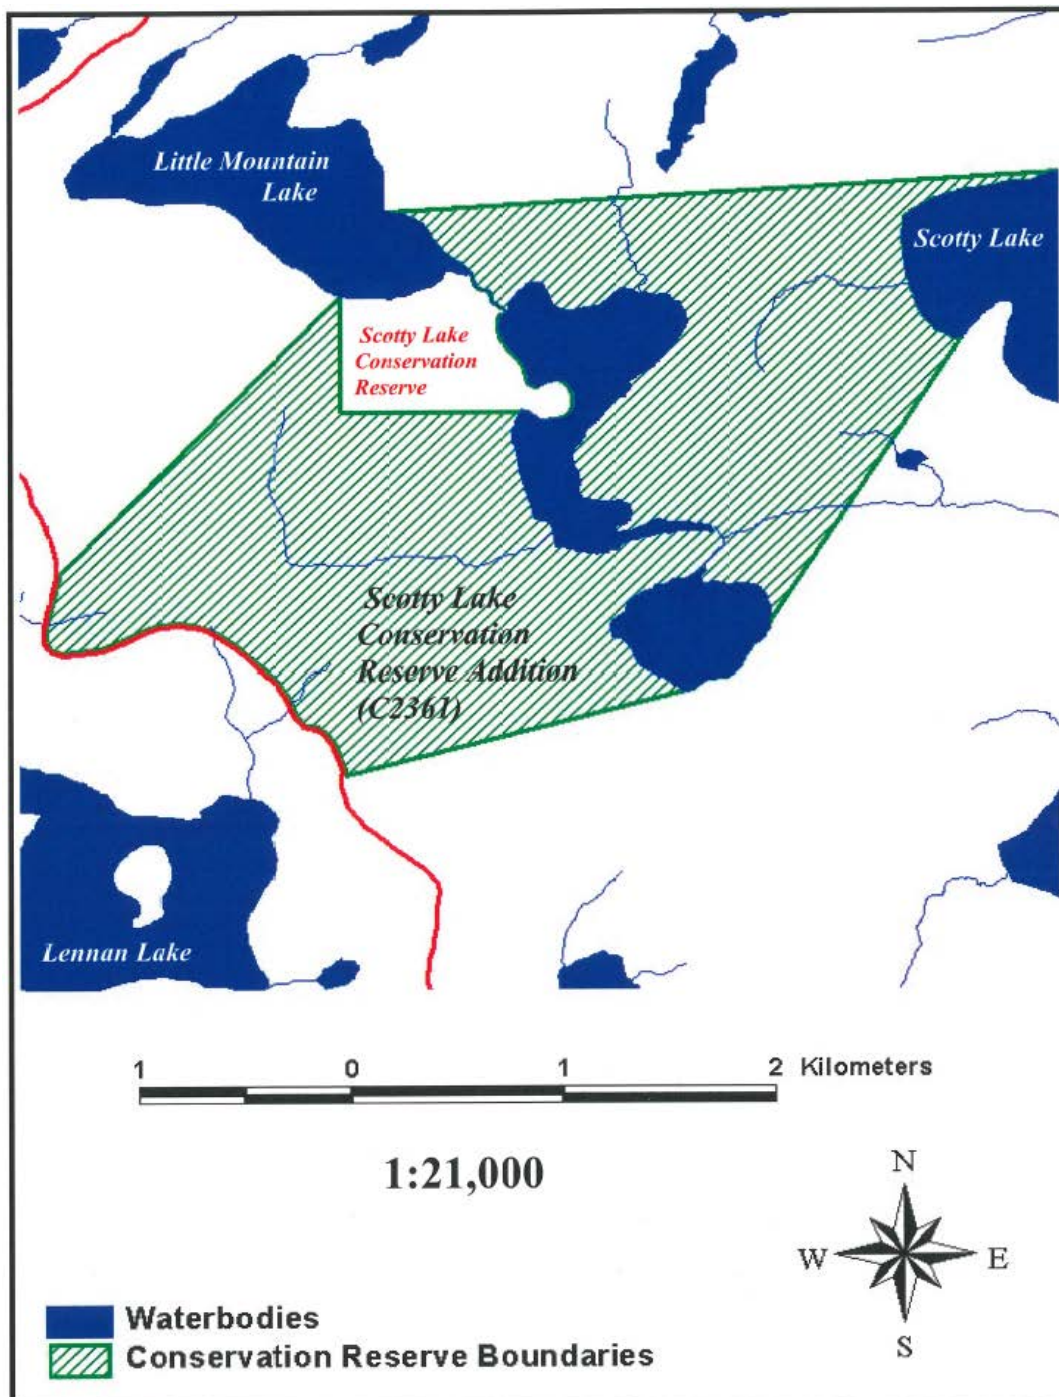 Little Mountain
Lake
Scotty Lake
Scotty Lake
Conservation
Reserve
Scotty Lake
Conservation
Reserve Addition
(C2361)
Lennan Lake
1 0 1 2 Kilometers
1:21,000
N
W E
S
Waterbodies
Conservation Reserve Boundaries